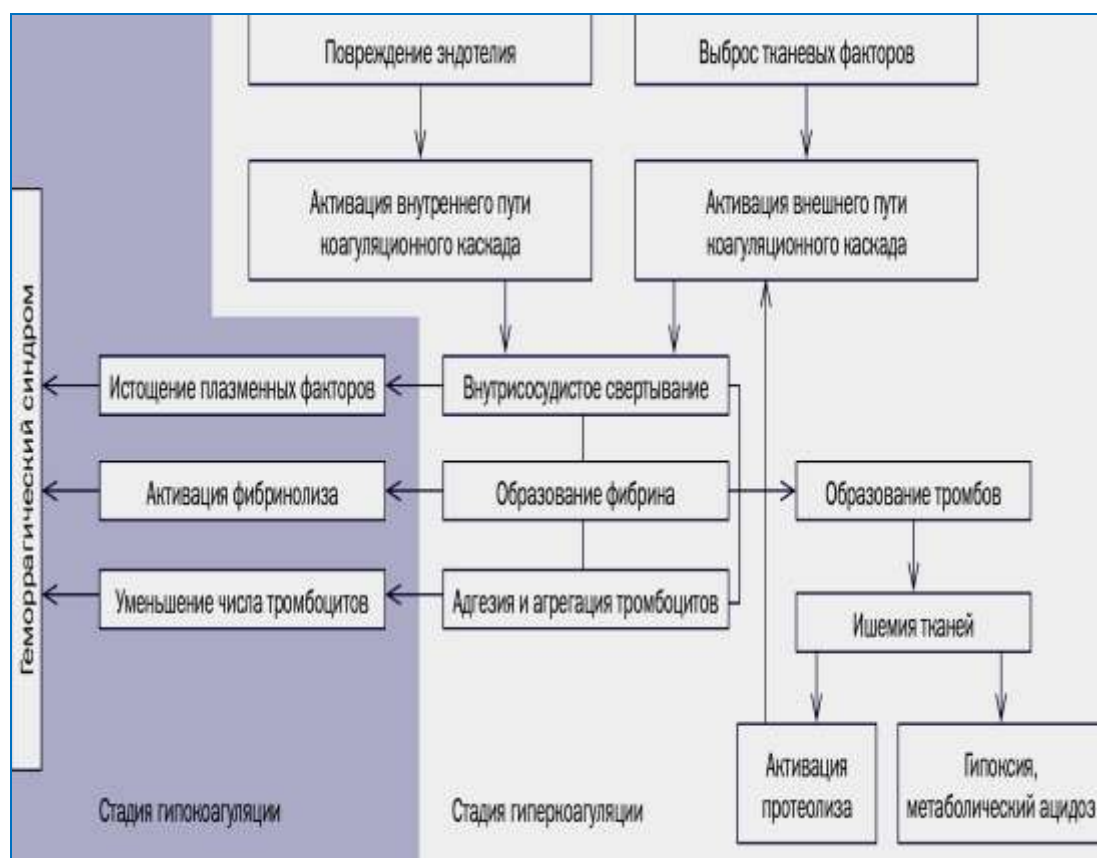 Повреждение эндотелия
Выброс тканевых факторов
Активация внутреннего пути
коагуляционного каскада
Активация внешнего пути
коагуляционного каскада
Геморрагический синдром
Истощение плазменных факторов
Внутрисосудистое свертывание
Активация фибринолиза
Образование фибрина
Образование тромбов
Уменьшение числа тромбоцитов
Адгезия и агрегация тромбоцитов
Ишемия тканей
Активация
протеолиза
Гипоксия,
метаболический ацидоз
Стадия гипокоагуляции
Стадия гиперкоагуляции